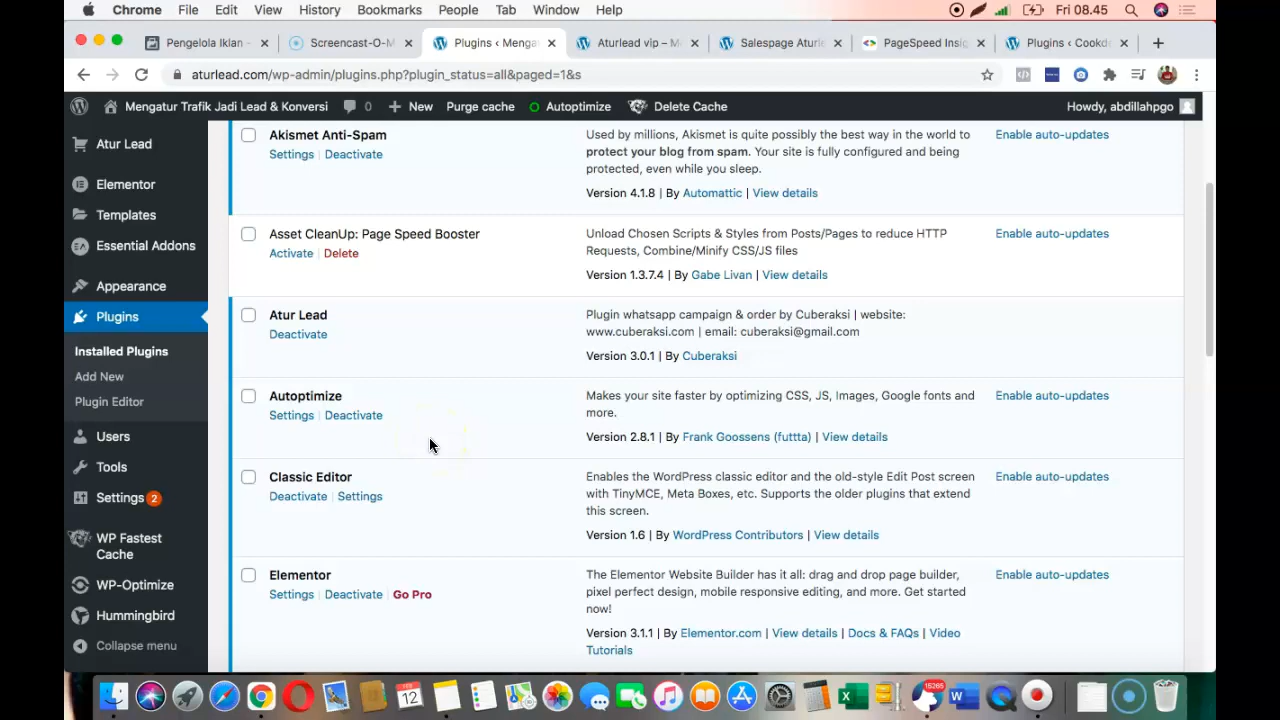 Chrome File Edit View History Bookmarks People Tab Window Help Fri 08.45
Pengelola Iklan - Screencast-O-M Plugins ‹ Mengat Aturlead vip – Me Salespage Aturle PageSpeed Insig Plugins ‹ Cookd
aturlead.com/wp-admin/plugins.php?plugin_status=all&paged=1&s
Mengatur Trafik Jadi Lead & Konversi 0 New Purge cache Autoptimize Delete Cache Howdy, abdillahpgo
Atur Lead
Elementor
Templates
Essential Addons
Appearance
Plugins
Installed Plugins
Add New
Plugin Editor
Users
Tools
Settings 2
WP Fastest
Cache
WP-Optimize
Hummingbird
Collapse menu
Akismet Anti-Spam
Settings | Deactivate
Used by millions, Akismet is quite possibly the best way in the world to
protect your blog from spam. Your site is fully configured and being
protected, even while you sleep.
Version 4.1.8 | By Automattic | View details
Enable auto-updates
Asset CleanUp: Page Speed Booster
Activate | Delete
Unload Chosen Scripts & Styles from Posts/Pages to reduce HTTP
Requests, Combine/Minify CSS/JS files
Version 1.3.7.4 | By Gabe Livan | View details
Enable auto-updates
Atur Lead
Deactivate
Plugin whatsapp campaign & order by Cuberaksi | website:
www.cuberaksi.com | email: cuberaksi@gmail.com
Version 3.0.1 | By Cuberaksi
Autoptimize
Settings | Deactivate
Makes your site faster by optimizing CSS, JS, Images, Google fonts and
more.
Version 2.8.1 | By Frank Goossens (futtta) | View details
Enable auto-updates
Classic Editor
Deactivate | Settings
Enables the WordPress classic editor and the old-style Edit Post screen
with TinyMCE, Meta Boxes, etc. Supports the older plugins that extend
this screen.
Version 1.6 | By WordPress Contributors | View details
Enable auto-updates
Elementor
Settings | Deactivate | Go Pro
The Elementor Website Builder has it all: drag and drop page builder,
pixel perfect design, mobile responsive editing, and more. Get started
now!
Version 3.1.1 | By Elementor.com | View details | Docs & FAQs | Video
Tutorials
Enable auto-updates
FEB
12
15265